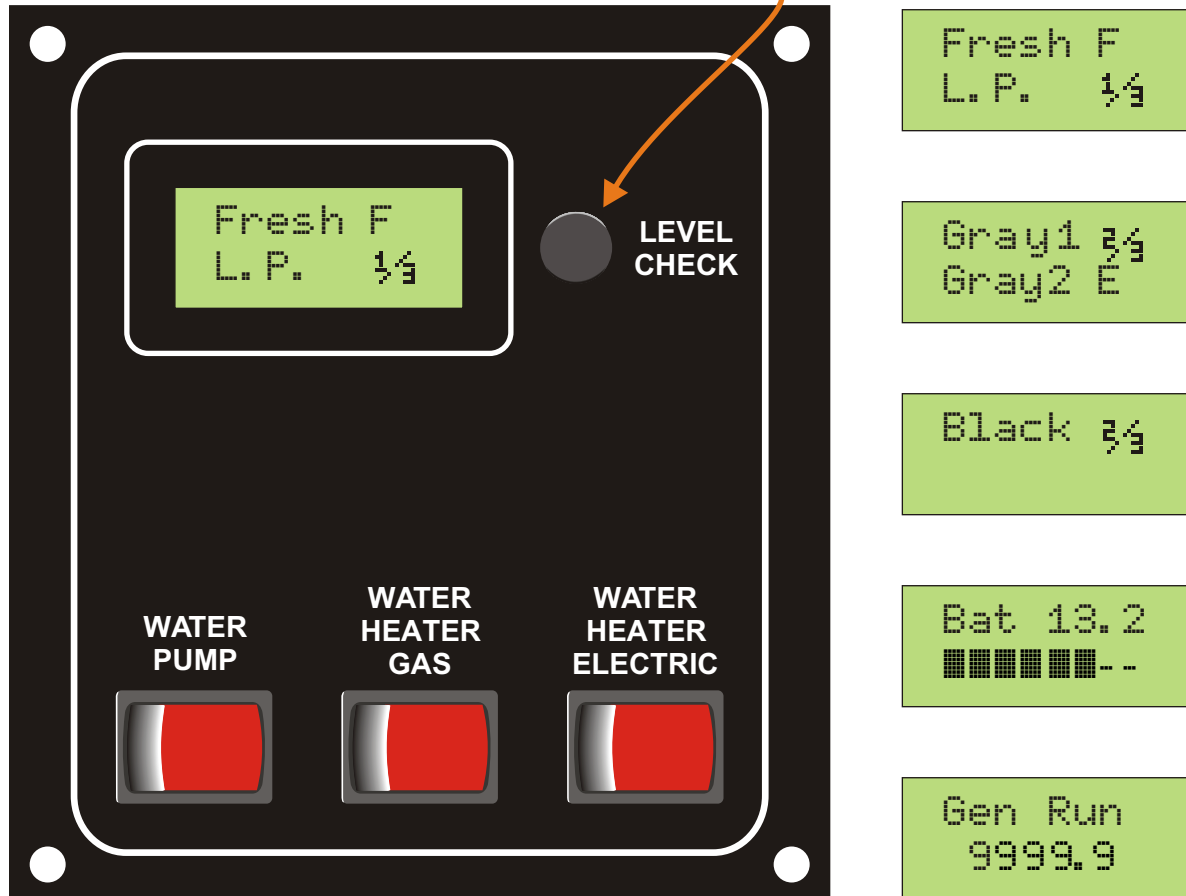 Fresh F
L.P. 1/3
LEVEL
CHECK
WATER
PUMP
WATER
HEATER
GAS
WATER
HEATER
ELECTRIC
Fresh F
L.P. 1/3
Gray1 2/3
Gray2 E
Black 2/3
Bat 13.2
Gen Run
9999.9